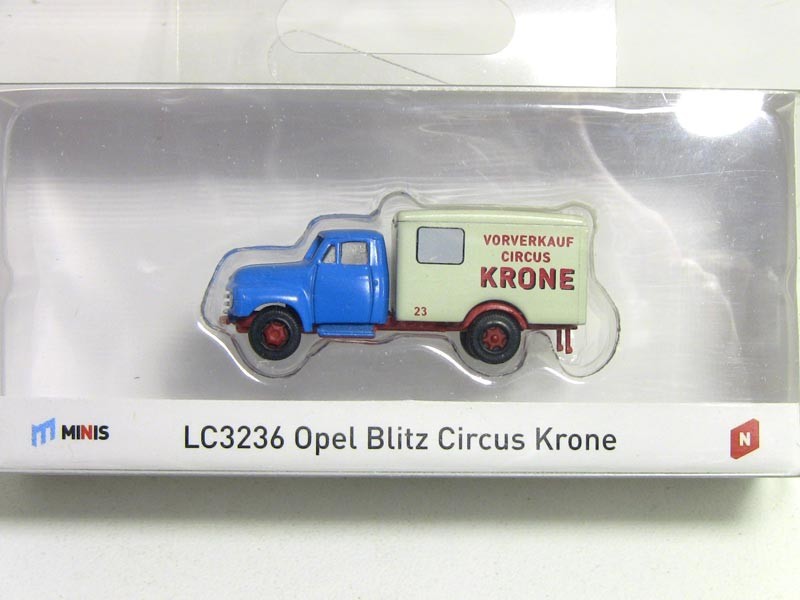 VORVERKAUF
CIRCUS
KRONE
23
MINIS
LC3236 Opel Blitz Circus Krone
N